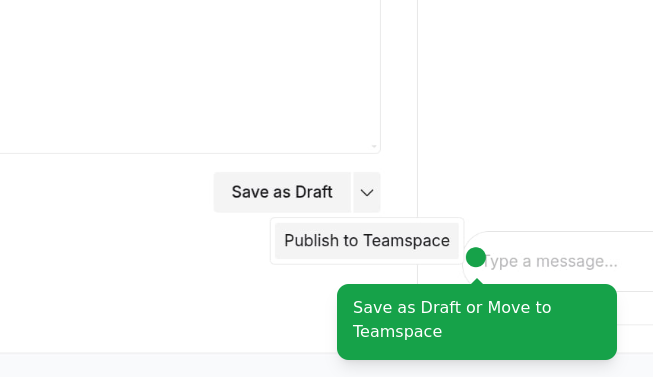 Save as Draft
Publish to Teamspace
Type a message...
Save as Draft or Move to
Teamspace